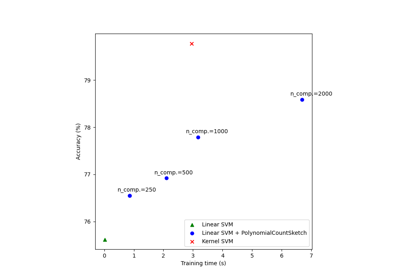 n_comp.=2000
79
n_comp.=1000
78
Accuracy (%)
n_comp.=500
77
n_comp.=250
76
Linear SVM
Linear SVM + PolynomialCountSketch
Kernel SVM
0 1 2 3 4 5 6 7
Training time (s)